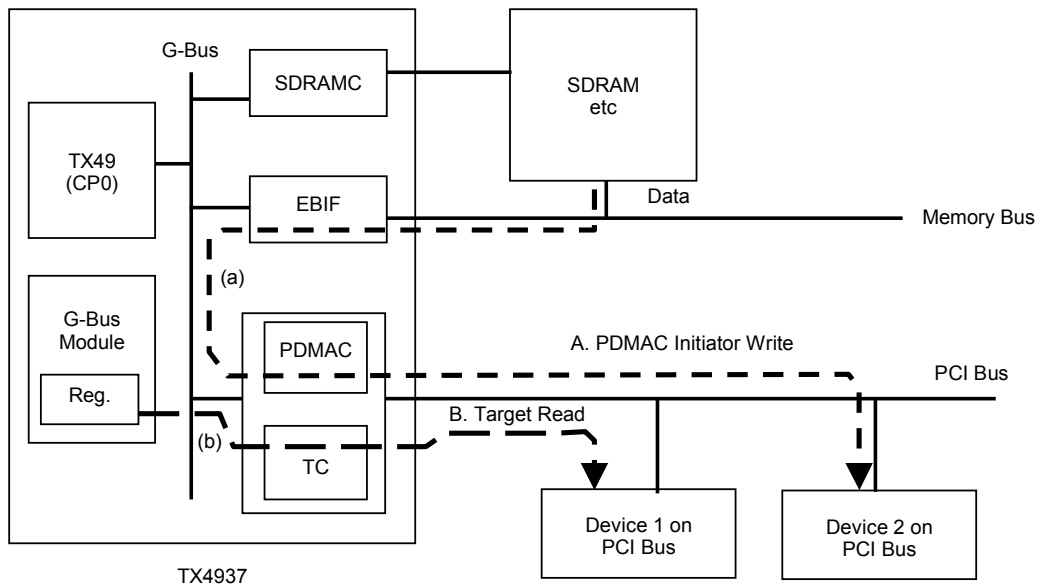 G-Bus
SDRAMC
SDRAM
etc
TX49
(CP0)
EBIF
Data
Memory Bus
(a)
G-Bus
Module
Reg.
PDMAC
A. PDMAC Initiator Write
PCI Bus
B. Target Read
(b)
TC
Device 1 on
PCI Bus
Device 2 on
PCI Bus
TX4937